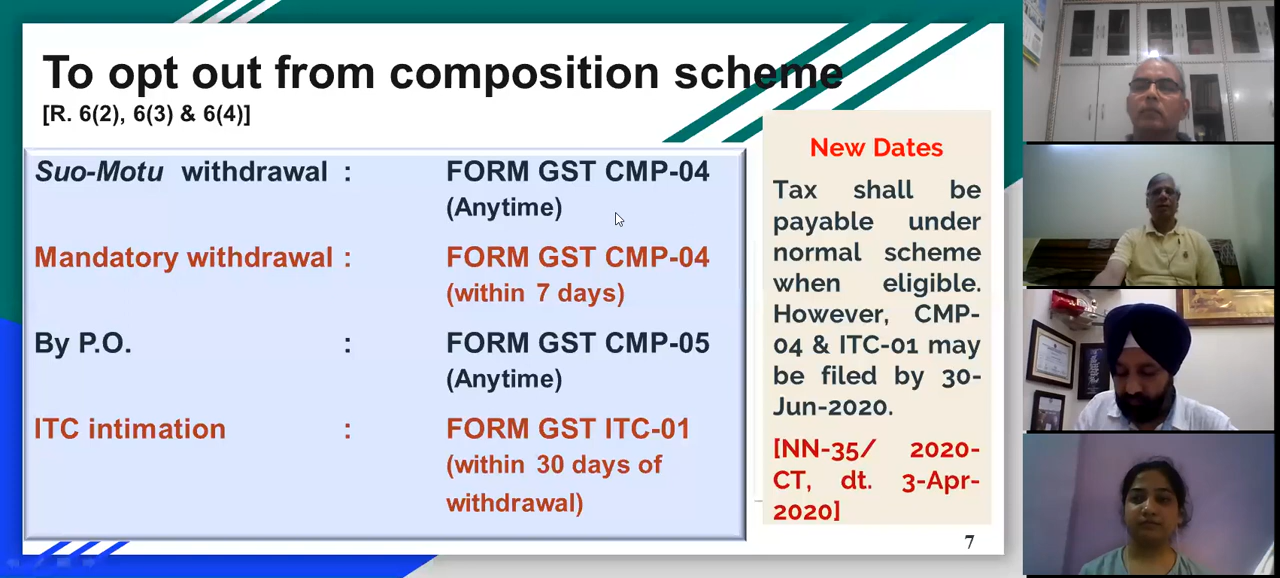 To opt out from composition scheme
[R. 6(2), 6(3) & 6(4)]
Suo-Motu withdrawal : FORM GST CMP-04
(Anytime)
Mandatory withdrawal : FORM GST CMP-04
(within 7 days)
By P.O. : FORM GST CMP-05
(Anytime)
ITC intimation : FORM GST ITC-01
(within 30 days of
withdrawal)
New Dates
Tax shall be
payable under
normal scheme
when eligible.
However, CMP-
04 & ITC-01 may
be filed by 30-
Jun-2020.
[NN-35/ 2020-
CT, dt. 3-Apr-
2020]
7